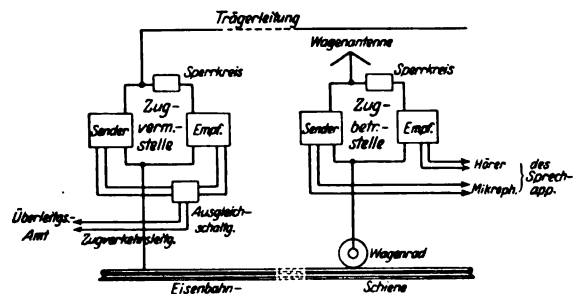 Trägerleitung
Wagenantenne
Sperrkreis
Sperrkreis
Zug-
verm.-
stelle
Sender
Empf.
Zug-
betr.-
stelle
Sender
Empf.
Hörer
Mikroph.
des
Sprech-
app.
Ausgleich-
schaltg.
Überleitgs.-
Amt
Zugverkehrsleitg.
Wagenrad
Eisenbahn-
Schiene